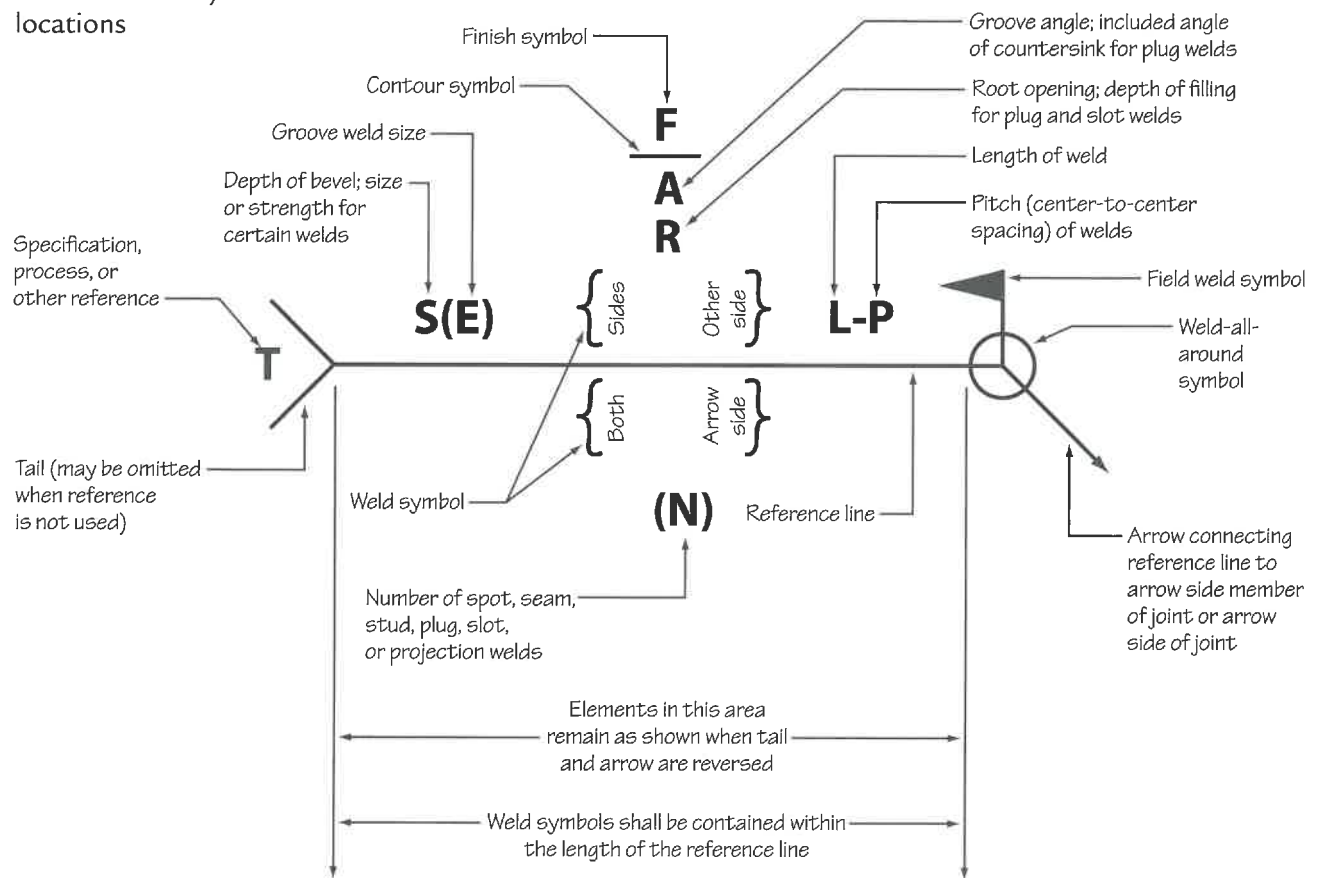 locations
Finish symbol
Contour symbol
Groove weld size
Depth of bevel; size
or strength for
certain welds
Specification,
process, or
other reference
Groove angle; included angle
of countersink for plug welds
Root opening; depth of filling
for plug and slot welds
Length of weld
Pitch (center-to-center
spacing) of welds
Field weld symbol
Weld-all-
around
symbol
F
A
R
S(E)
Sides
Other
side
L-P
T
Both
Arrow
side
Tail (may be omitted
when reference
is not used)
Weld symbol
(N)
Reference line
Arrow connecting
reference line to
arrow side member
of joint or arrow
side of joint
Number of spot, seam,
stud, plug, slot,
or projection welds
Elements in this area
remain as shown when tail
and arrow are reversed
Weld symbols shall be contained within
the length of the reference line